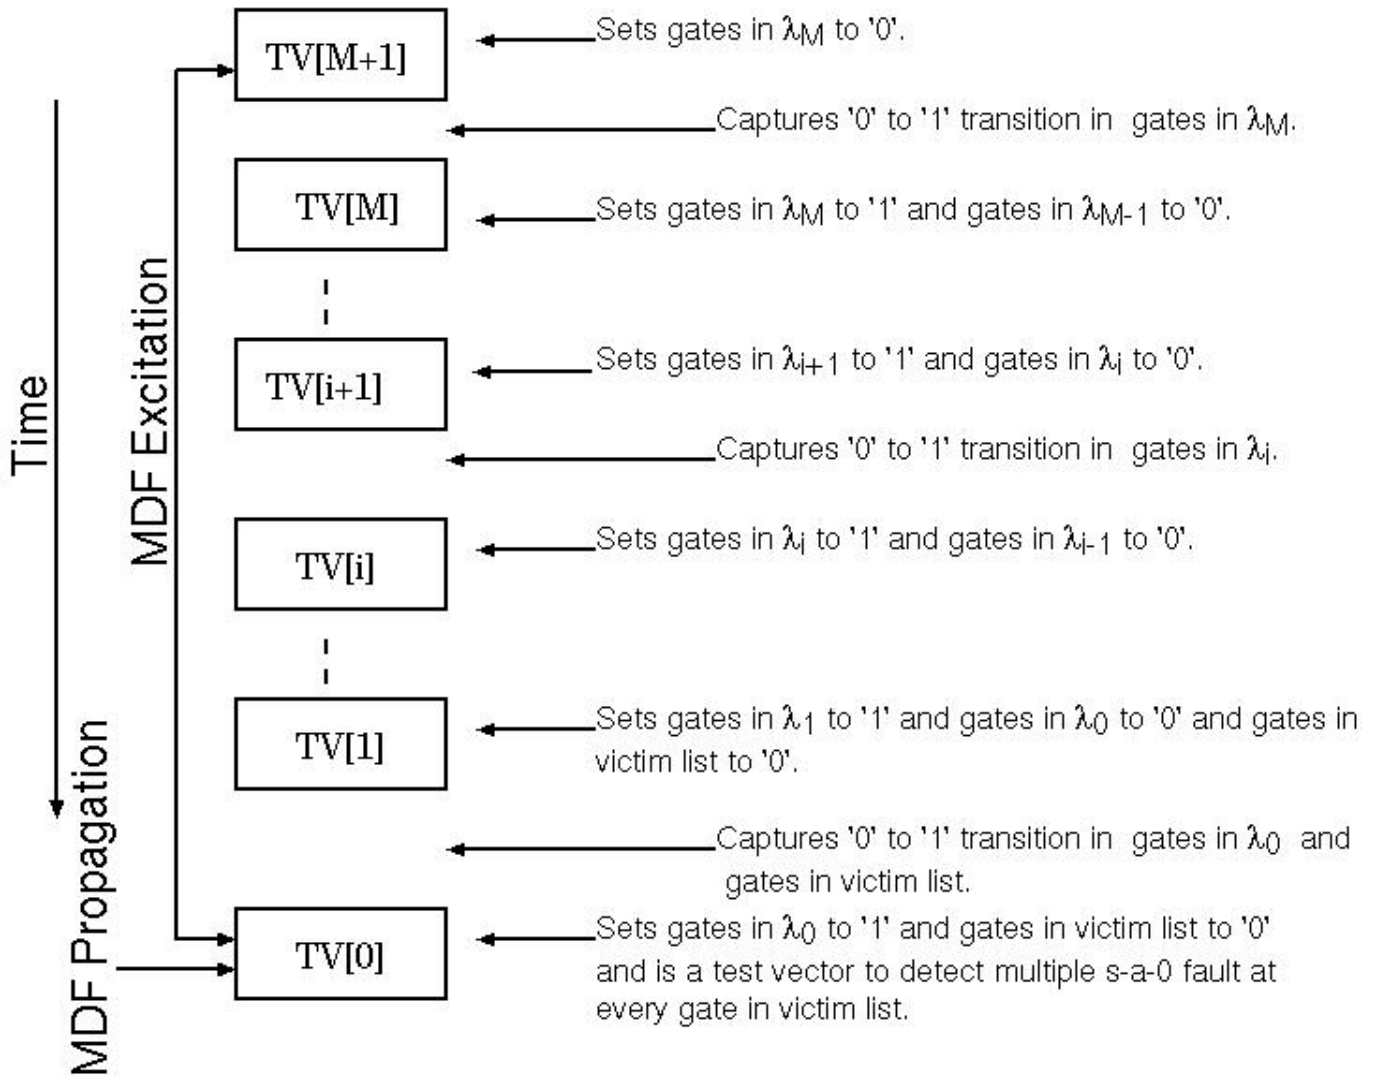 Sets gates in λM to '0'.
TV[M+1]
Captures '0' to '1' transition in gates in λM.
TV[M]
Sets gates in λM to '1' and gates in λM-1 to '0'.
Sets gates in λi+1 to '1' and gates in λi to '0'.
TV[i+1]
Captures '0' to '1' transition in gates in λi.
Sets gates in λi to '1' and gates in λi-1 to '0'.
TV[i]
Sets gates in λ1 to '1' and gates in λ0 to '0' and gates in
victim list to '0'.
TV[1]
Captures '0' to '1' transition in gates in λ0 and
gates in victim list.
Sets gates in λ0 to '1' and gates in victim list to '0'
and is a test vector to detect multiple s-a-0 fault at
every gate in victim list.
TV[0]
Time
MDF Excitation
MDF Propagation